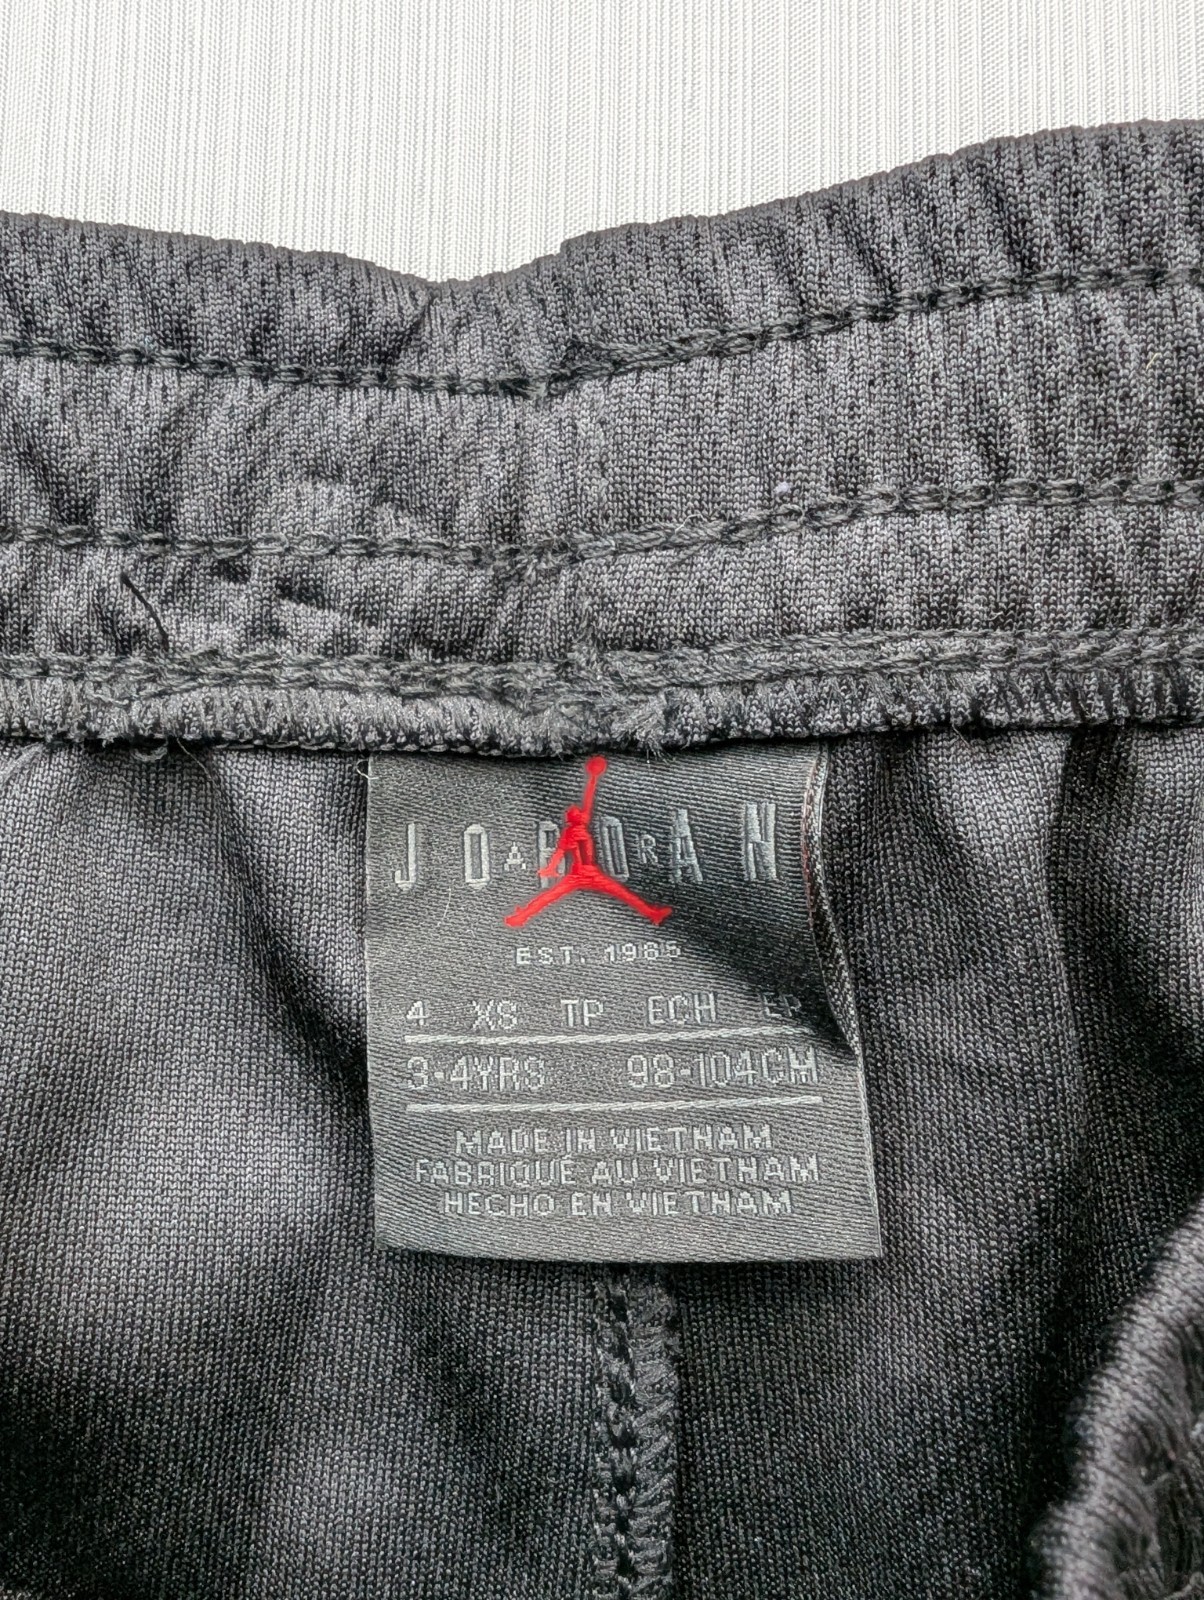 JORDAN
AIR
EST. 1985
4 XS TP ECH EP
3-4YRS 98-104CM
MADE IN VIETNAM
FABRIQUÉ AU VIETNAM
HECHO EN VIETNAM